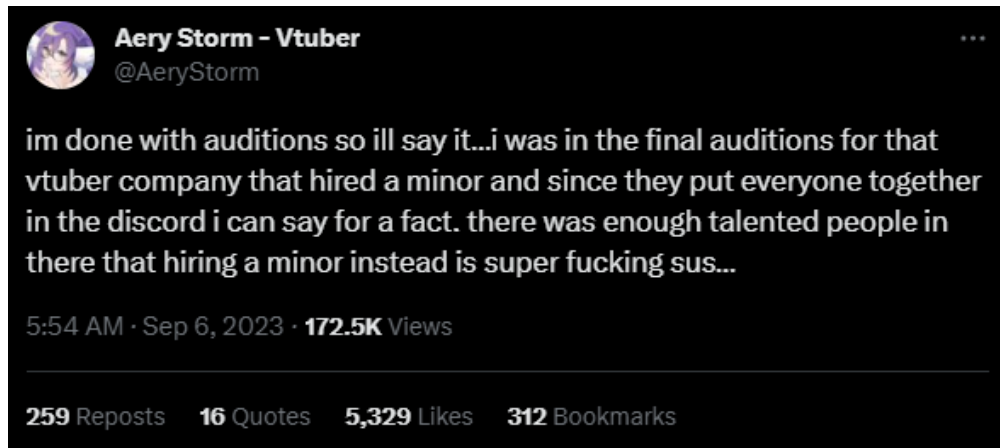 Aery Storm - Vtuber
@AeryStorm
im done with auditions so ill say it...i was in the final auditions for that
vtuber company that hired a minor and since they put everyone together
in the discord i can say for a fact. there was enough talented people in
there that hiring a minor instead is super fucking sus...
5:54 AM · Sep 6, 2023 · 172.5K Views
259 Reposts 16 Quotes 5,329 Likes 312 Bookmarks